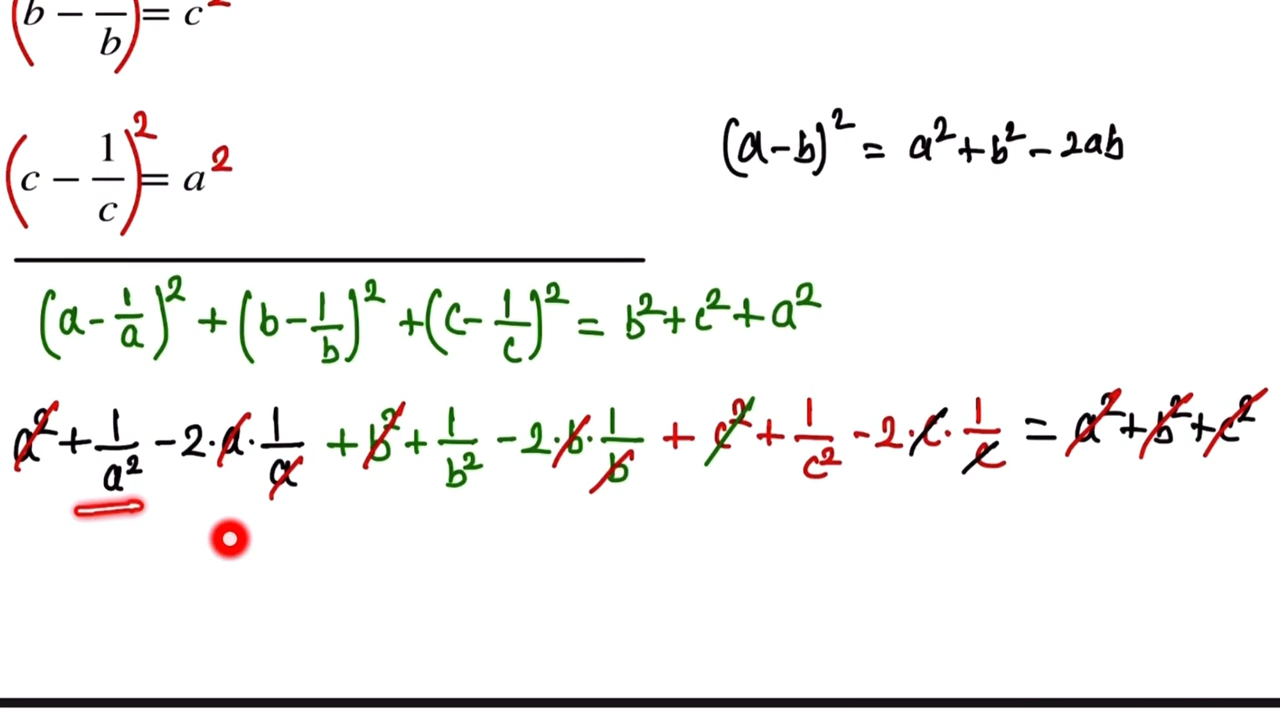 (b − 1/b) = c²
(c − 1/c)² = a²
(a−b)² = a²+b²−2ab
(a−1/a)² + (b−1/b)² + (c−1/c)² = b²+c²+a²
a²+1/a²−2·a·1/a + b²+1/b²−2·b·1/b + c²+1/c²−2·c·1/c = a²+b²+c²